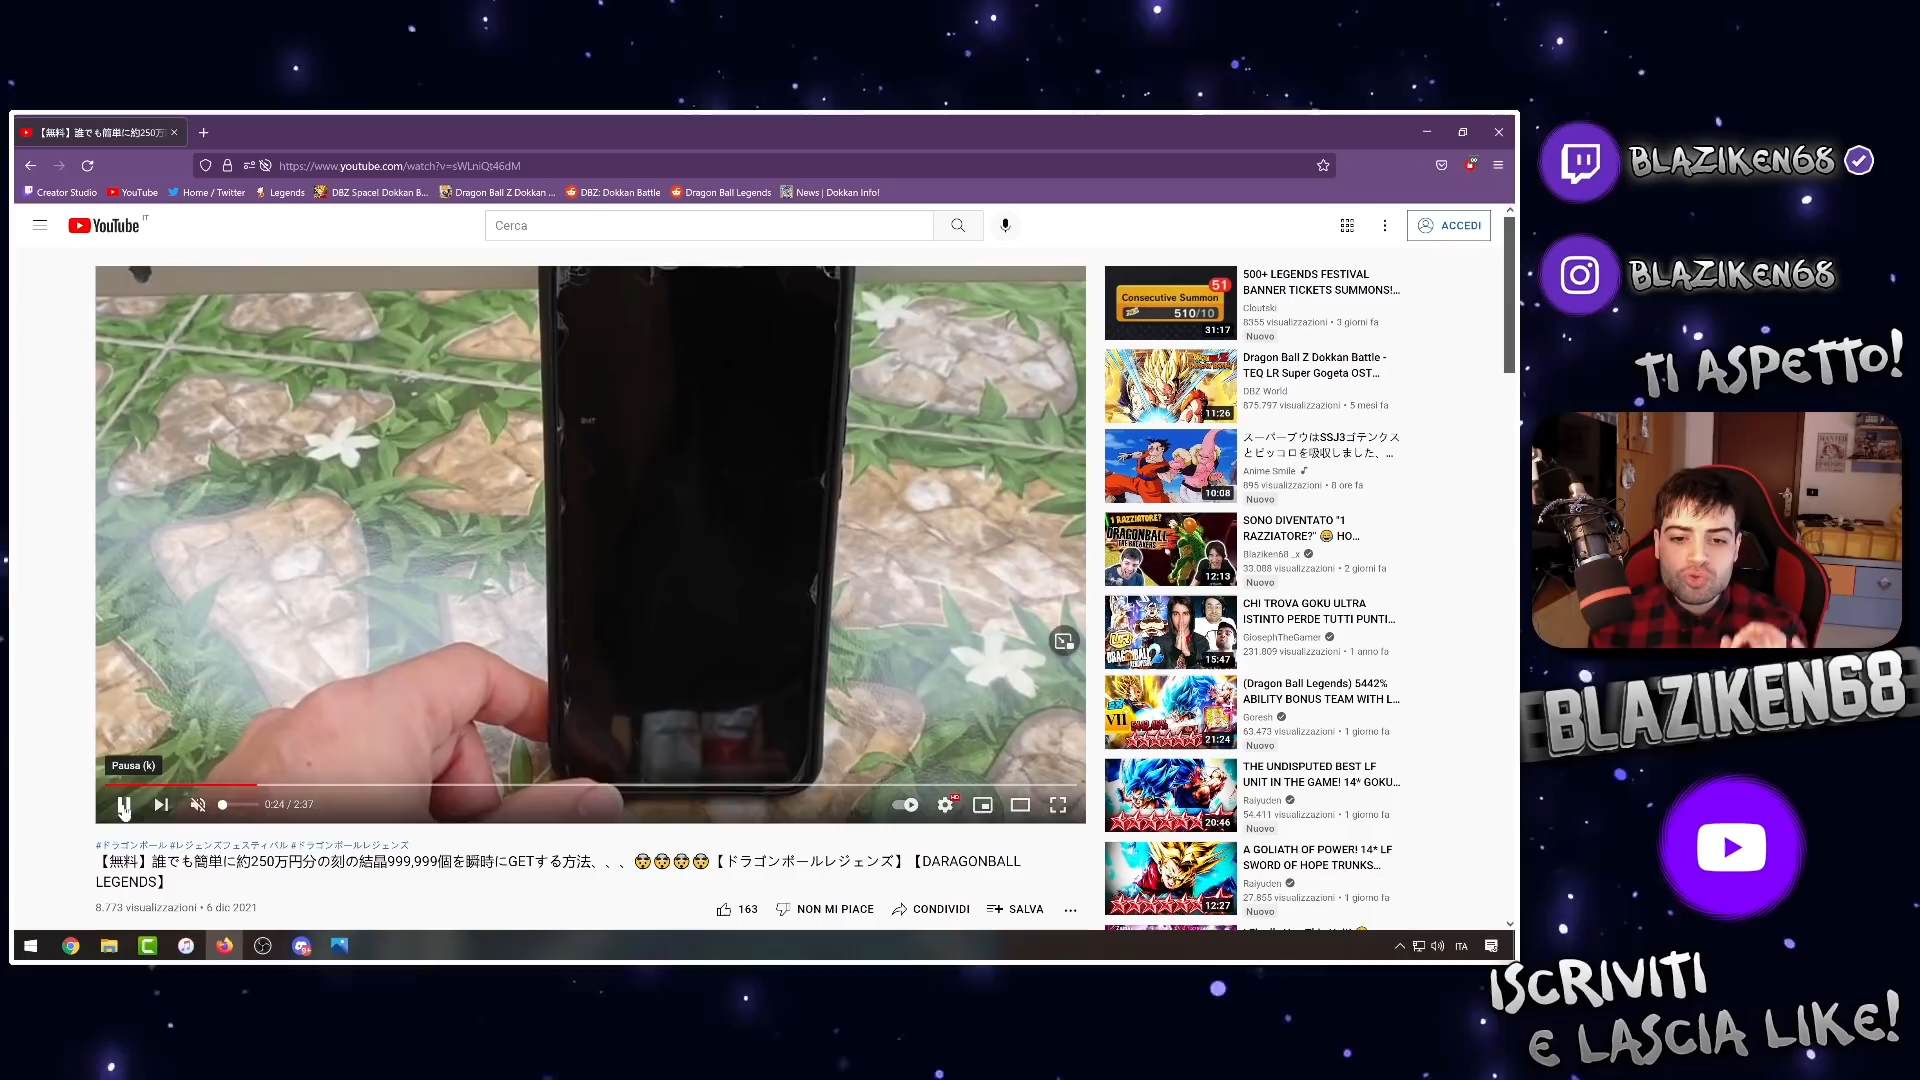 【無料】誰でも簡単に約250万
https://www.youtube.com/watch?v=sWLniQt46dM
Creator Studio
YouTube
Home / Twitter
Legends
DBZ Space! Dokkan B...
Dragon Ball Z Dokkan ...
DBZ: Dokkan Battle
Dragon Ball Legends
News | Dokkan Info!
YouTube IT
Cerca
ACCEDI
Pausa (k)
0:24 / 2:37
HD
#ドラゴンボール #レジェンズフェスティバル #ドラゴンボールレジェンズ
【無料】誰でも簡単に約250万円分の刻の結晶999,999個を瞬時にGETする方法、、、🤯🤯🤯🤯【ドラゴンボールレジェンズ】【DARAGONBALL
LEGENDS】
8.773 visualizzazioni • 6 dic 2021
163
NON MI PIACE
CONDIVIDI
SALVA
51
Consecutive Summon
510/10
31:17
500+ LEGENDS FESTIVAL
BANNER TICKETS SUMMONS!...
Cloutski
8355 visualizzazioni • 3 giorni fa
Nuovo
11:26
Dragon Ball Z Dokkan Battle -
TEQ LR Super Gogeta OST...
DBZ World
875.797 visualizzazioni • 5 mesi fa
10:08
スーパーブウはSSJ3ゴテンクス
とピッコロを吸収しました、...
Anime Smile
895 visualizzazioni • 8 ore fa
Nuovo
1 RAZZIATORE?
DRAGONBALL
THE BREAKERS
12:13
SONO DIVENTATO "1
RAZZIATORE?" 😂 HO...
Blaziken68 _x
33.088 visualizzazioni • 2 giorni fa
Nuovo
15:47
CHI TROVA GOKU ULTRA
ISTINTO PERDE TUTTI PUNTI...
GiosephTheGamer
231.809 visualizzazioni • 1 anno fa
VII
21:24
(Dragon Ball Legends) 5442%
ABILITY BONUS TEAM WITH L...
Goresh
63.473 visualizzazioni • 1 giorno fa
Nuovo
20:46
THE UNDISPUTED BEST LF
UNIT IN THE GAME! 14* GOKU...
Raiyuden
54.411 visualizzazioni • 1 giorno fa
Nuovo
12:27
A GOLIATH OF POWER! 14* LF
SWORD OF HOPE TRUNKS...
Raiyuden
27.855 visualizzazioni • 1 giorno fa
Nuovo
ITA
BLAZIKEN68
BLAZIKEN68
TI ASPETTO!
WANTED
BLAZIKEN68
ISCRIVITI
E LASCIA LIKE!